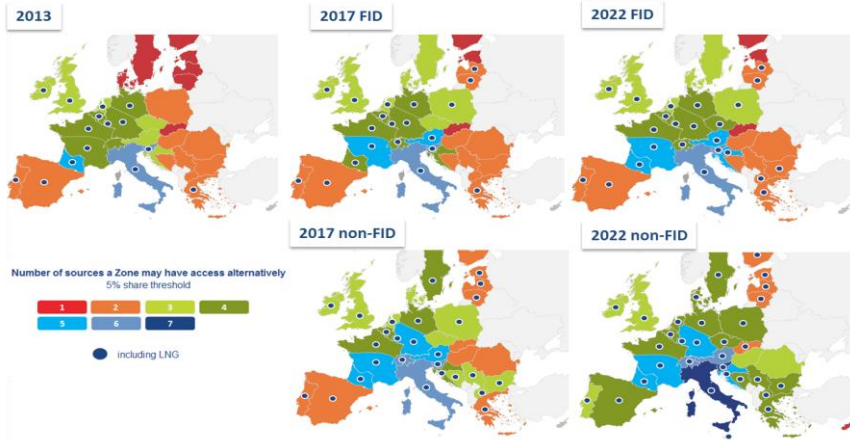 2013
2017 FID
2022 FID
2017 non-FID
2022 non-FID
Number of sources a Zone may have access alternatively
5% share threshold
1 2 3 4
5 6 7
including LNG